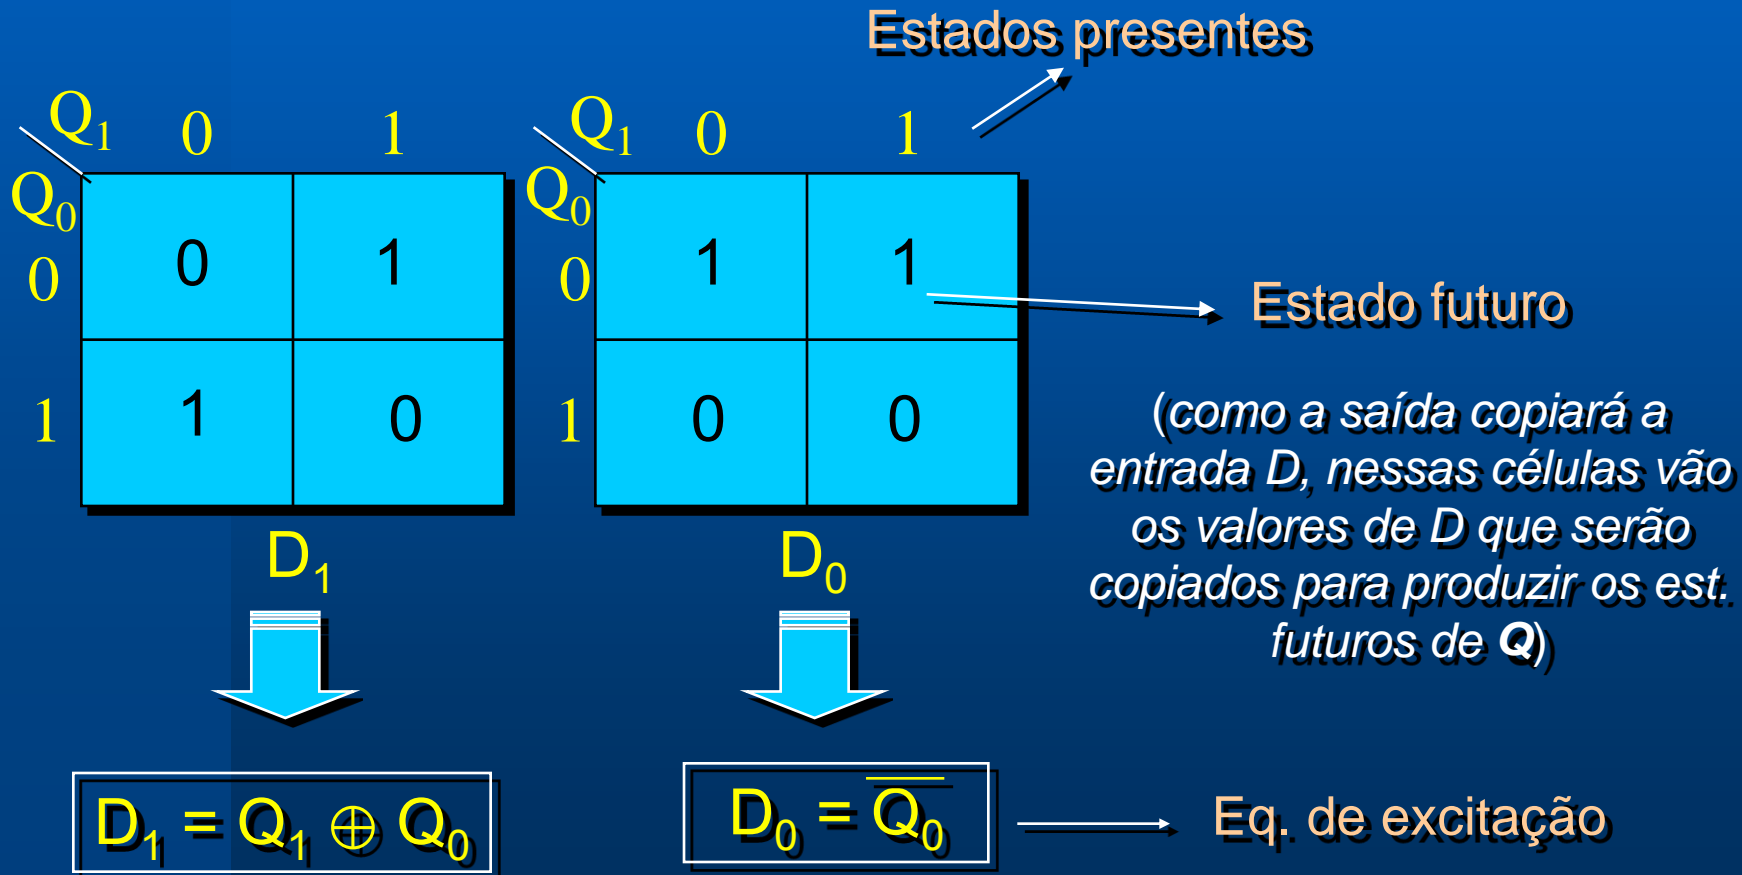 Estados presentes
Q₁ 0 1
Q₀
0 0 1
1 1 0
D₁
Q₁ 0 1
Q₀
0 1 1
1 0 0
D₀
Estado futuro
(como a saída copiará a
entrada D, nessas células vão
os valores de D que serão
copiados para produzir os est.
futuros de Q)
D₁ = Q₁ ⊕ Q₀
D₀ = Q̅₀
Eq. de excitação